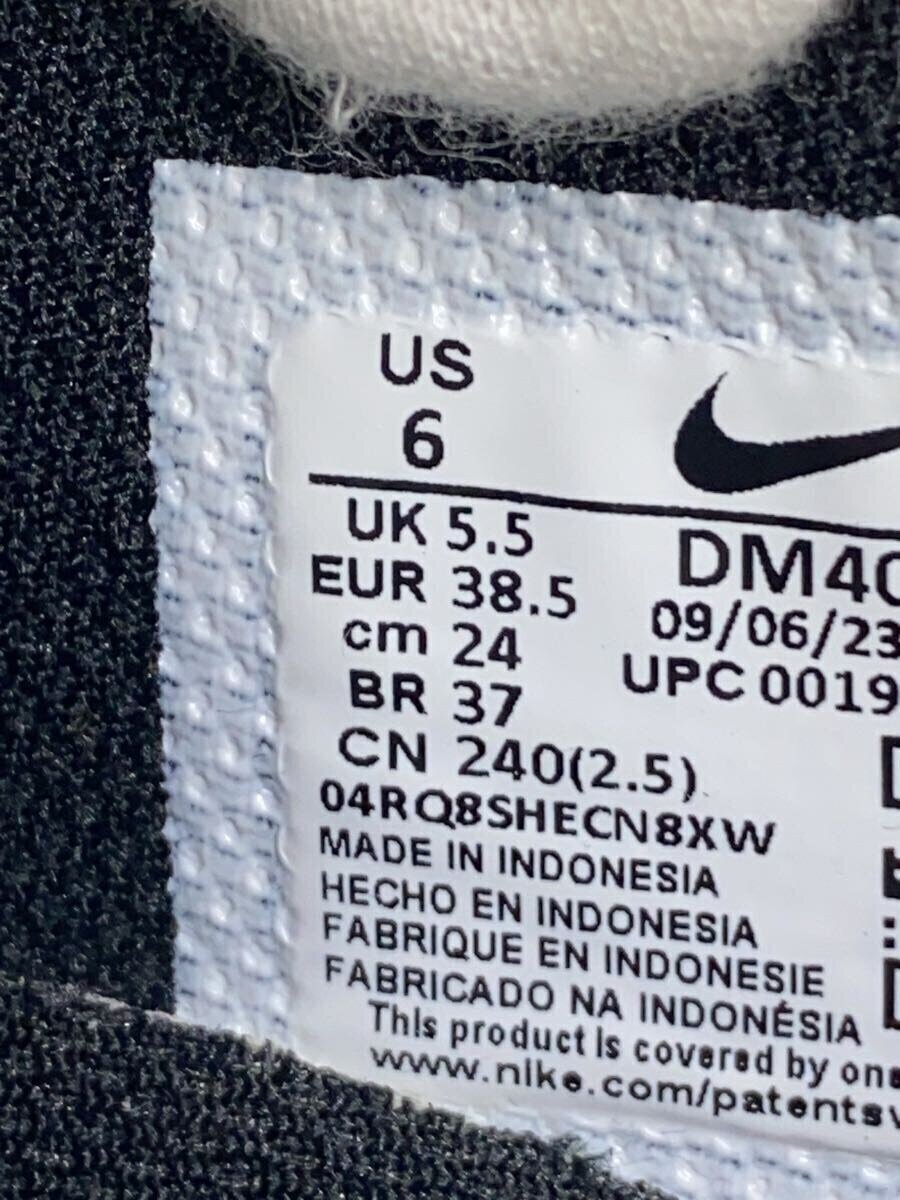 US
6
UK 5.5
EUR 38.5
cm 24
BR 37
CN 240(2.5)
DM40
09/06/23
UPC 0019
04RQ8SHECN8XW
MADE IN INDONESIA
HECHO EN INDONESIA
FABRIQUE EN INDONESIE
FABRICADO NA INDONÉSIA
This product is covered by one
www.nike.com/patents